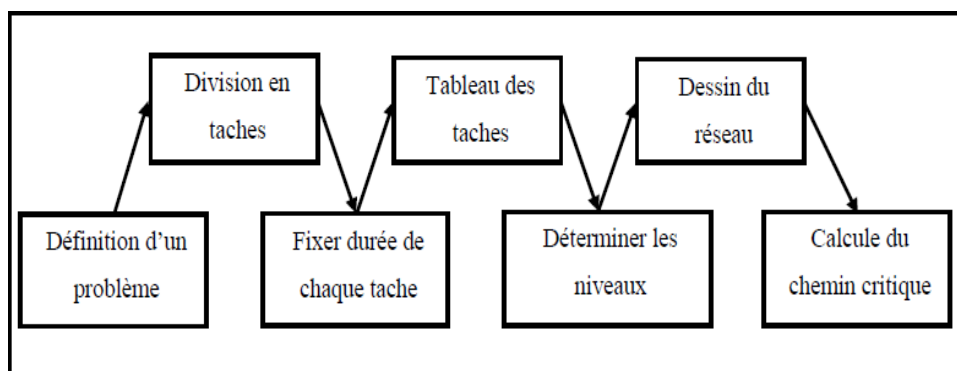 Définition d'un
problème
Division en
taches
Fixer durée de
chaque tache
Tableau des
taches
Déterminer les
niveaux
Dessin du
réseau
Calcule du
chemin critique